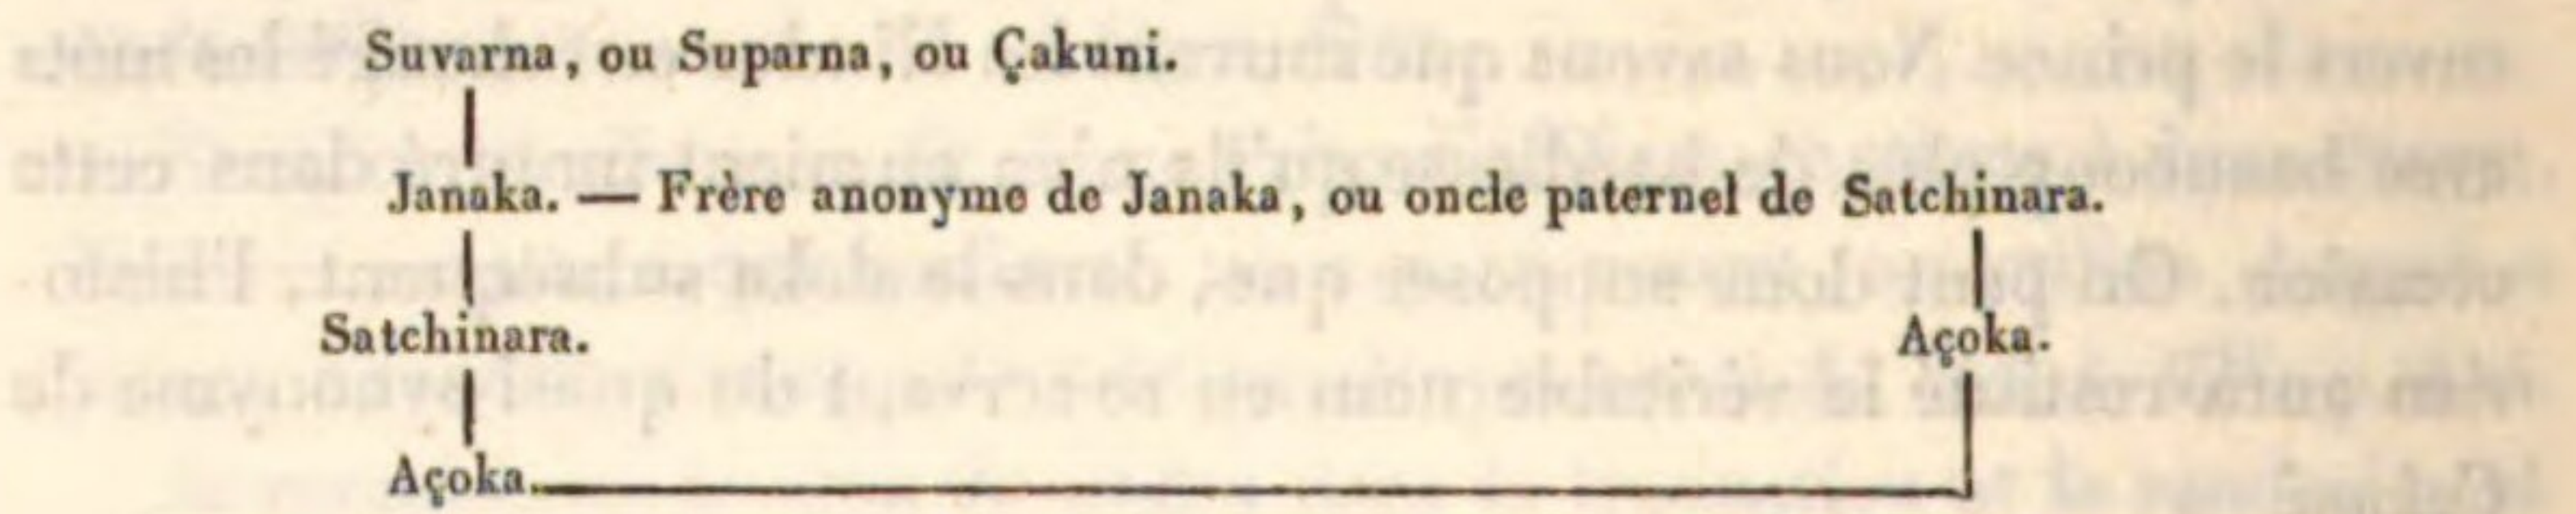 Suvarna, ou Suparna, ou Çakuni.
Janaka. — Frère anonyme de Janaka, ou oncle paternel de Satchinara.
Satchinara. Açoka.
Açoka.